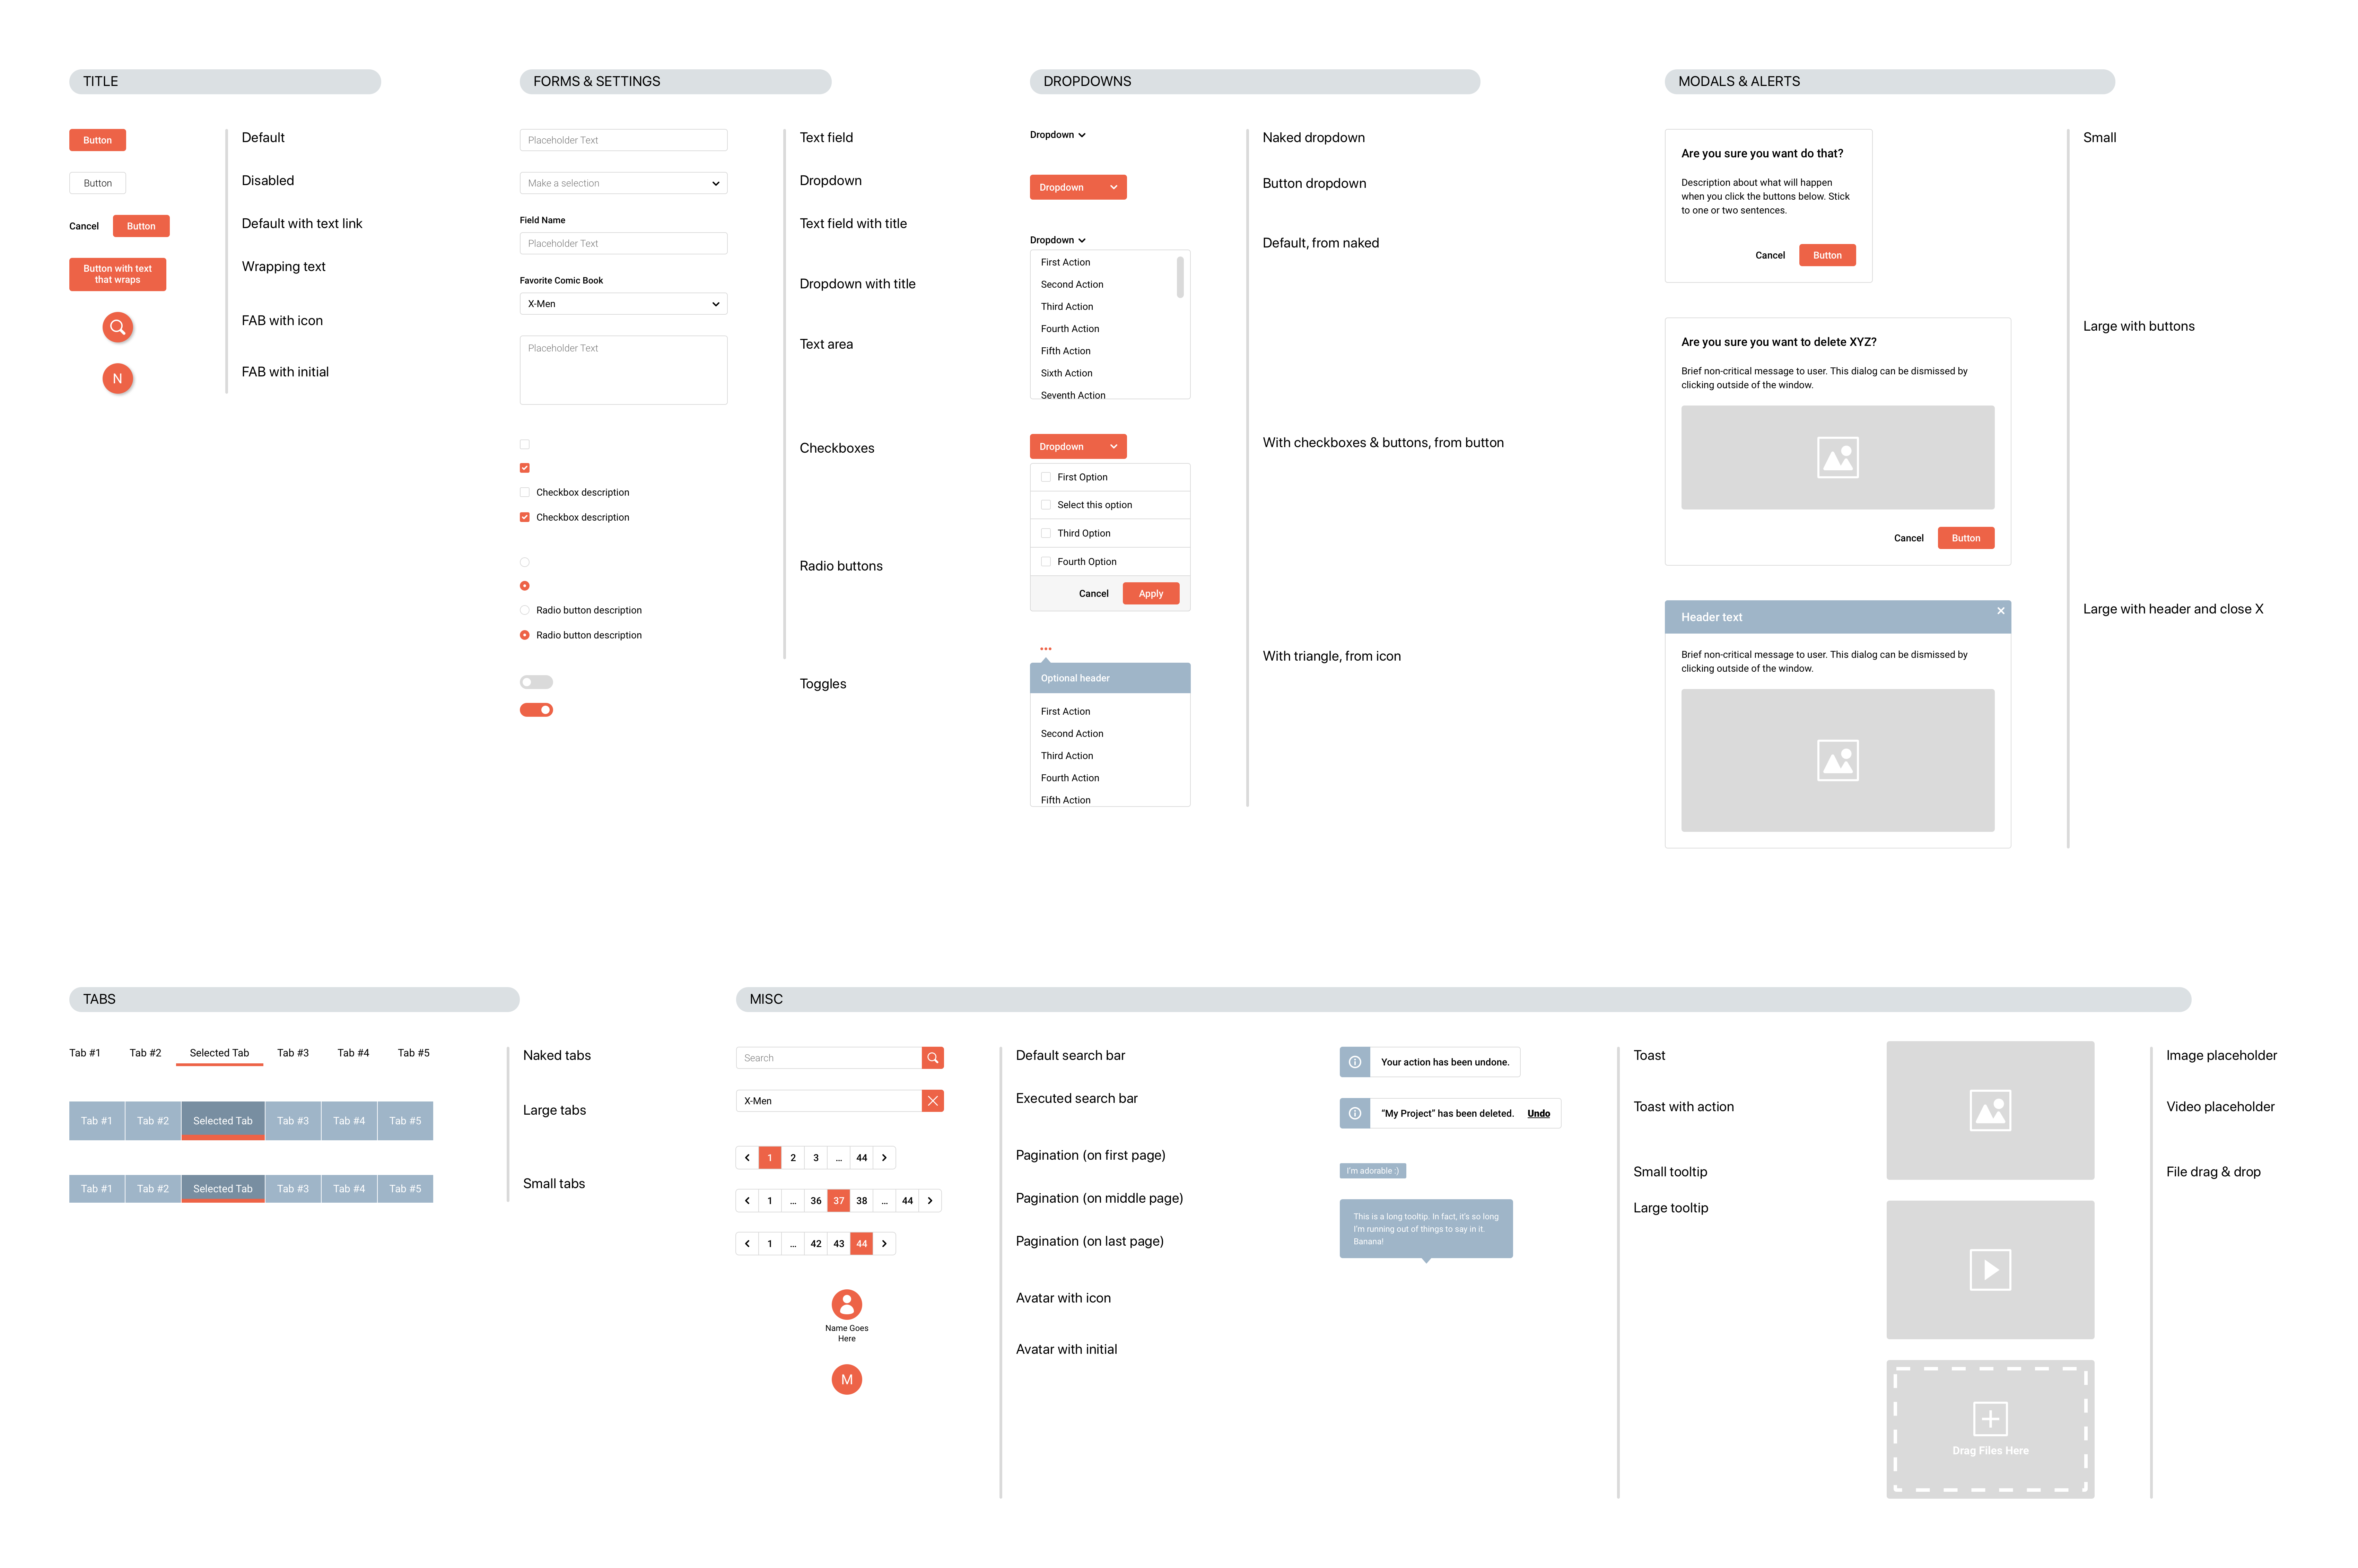 TITLE
Button
Default
Button
Disabled
Cancel
Button
Default with text link
Button with text
that wraps
Wrapping text
FAB with icon
N
FAB with initial
FORMS & SETTINGS
Placeholder Text
Text field
Make a selection
Dropdown
Field Name
Placeholder Text
Text field with title
Favorite Comic Book
X-Men
Dropdown with title
Placeholder Text
Text area
Checkboxes
Checkbox description
Checkbox description
Radio buttons
Radio button description
Radio button description
Toggles
DROPDOWNS
Dropdown
Naked dropdown
Dropdown
Button dropdown
Dropdown
Default, from naked
First Action
Second Action
Third Action
Fourth Action
Fifth Action
Sixth Action
Seventh Action
Dropdown
With checkboxes & buttons, from button
First Option
Select this option
Third Option
Fourth Option
Cancel
Apply
With triangle, from icon
Optional header
First Action
Second Action
Third Action
Fourth Action
Fifth Action
MODALS & ALERTS
Small
Are you sure you want do that?
Description about what will happen
when you click the buttons below. Stick
to one or two sentences.
Cancel
Button
Large with buttons
Are you sure you want to delete XYZ?
Brief non-critical message to user. This dialog can be dismissed by
clicking outside of the window.
Cancel
Button
Large with header and close X
Header text
Brief non-critical message to user. This dialog can be dismissed by
clicking outside of the window.
TABS
Tab #1
Tab #2
Selected Tab
Tab #3
Tab #4
Tab #5
Naked tabs
Tab #1
Tab #2
Selected Tab
Tab #3
Tab #4
Tab #5
Large tabs
Tab #1
Tab #2
Selected Tab
Tab #3
Tab #4
Tab #5
Small tabs
MISC
Search
Default search bar
X-Men
Executed search bar
1 2 3 ... 44
Pagination (on first page)
1 ... 36 37 38 ... 44
Pagination (on middle page)
1 ... 42 43 44
Pagination (on last page)
Name Goes
Here
Avatar with icon
M
Avatar with initial
Your action has been undone.
Toast
“My Project” has been deleted. Undo
Toast with action
I'm adorable :)
Small tooltip
This is a long tooltip. In fact, it's so long
I'm running out of things to say in it.
Banana!
Large tooltip
Image placeholder
Video placeholder
File drag & drop
Drag Files Here